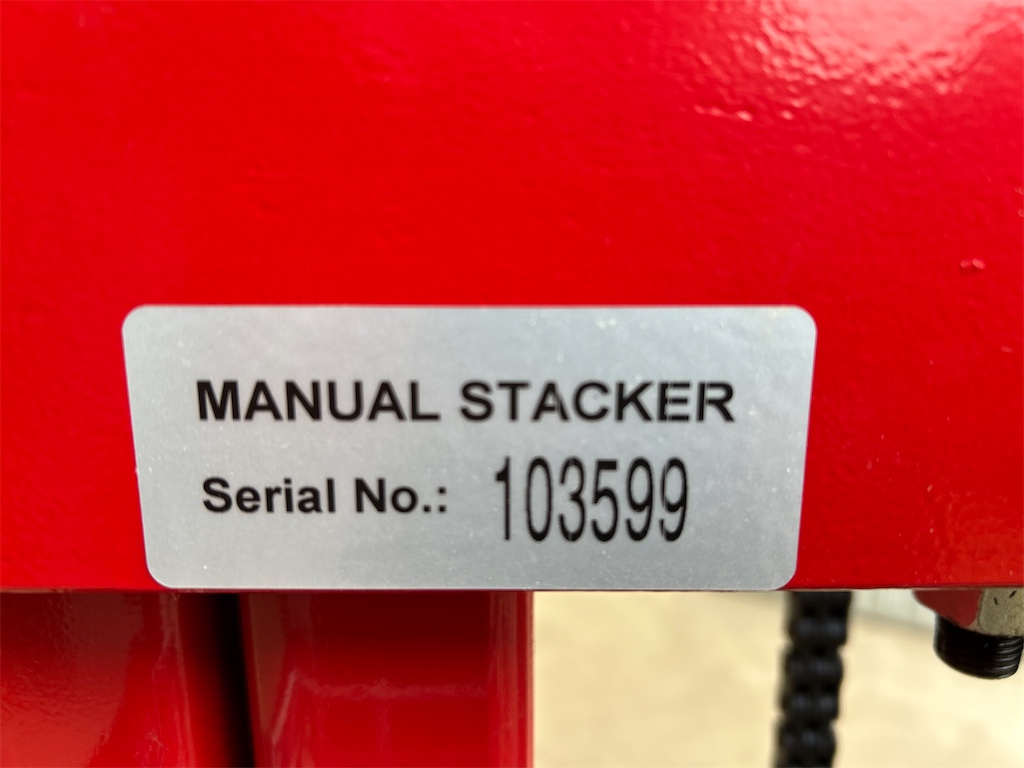 MANUAL STACKER
Serial No.: 103599